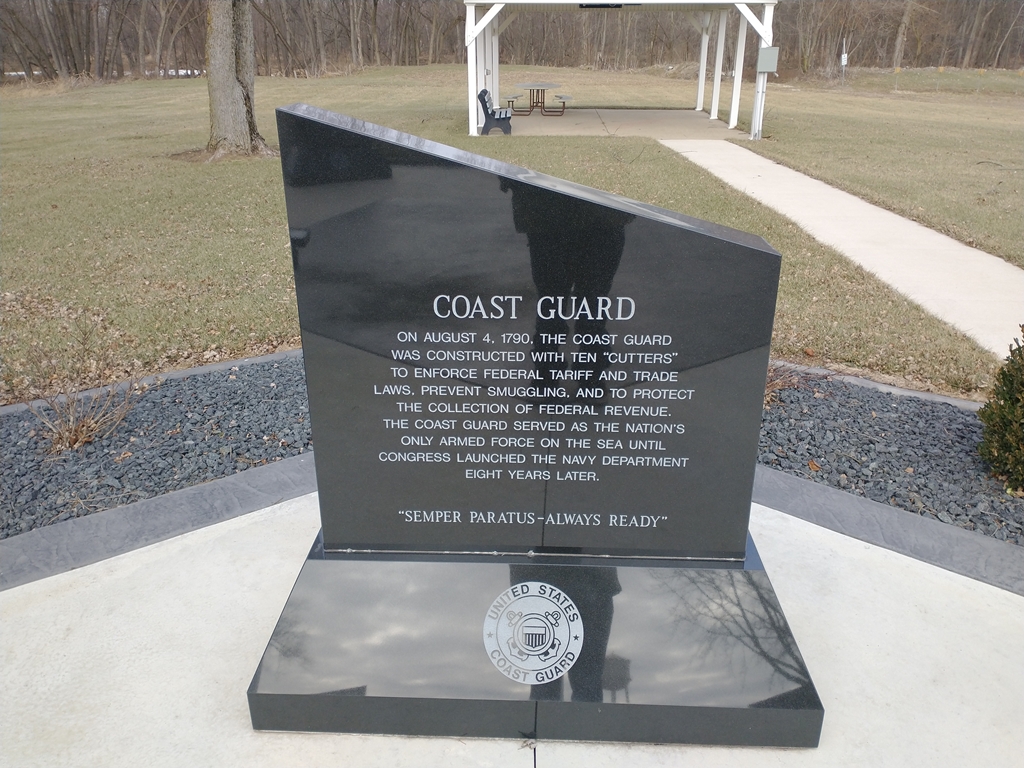 COAST GUARD
ON AUGUST 4, 1790, THE COAST GUARD
WAS CONSTRUCTED WITH TEN "CUTTERS"
TO ENFORCE FEDERAL TARIFF AND TRADE
LAWS, PREVENT SMUGGLING, AND TO PROTECT
THE COLLECTION OF FEDERAL REVENUE.
THE COAST GUARD SERVED AS THE NATION'S
ONLY ARMED FORCE ON THE SEA UNTIL
CONGRESS LAUNCHED THE NAVY DEPARTMENT
EIGHT YEARS LATER.
"SEMPER PARATUS-ALWAYS READY"
UNITED STATES
COAST GUARD